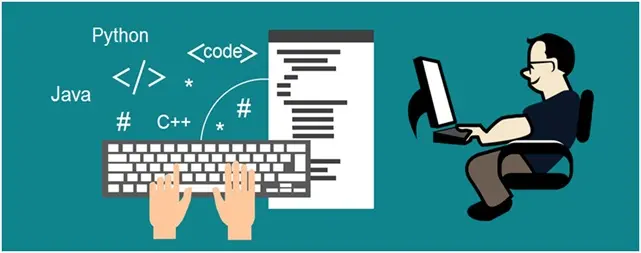 Python
<code>
</>
*
Java
#
C++
#
*